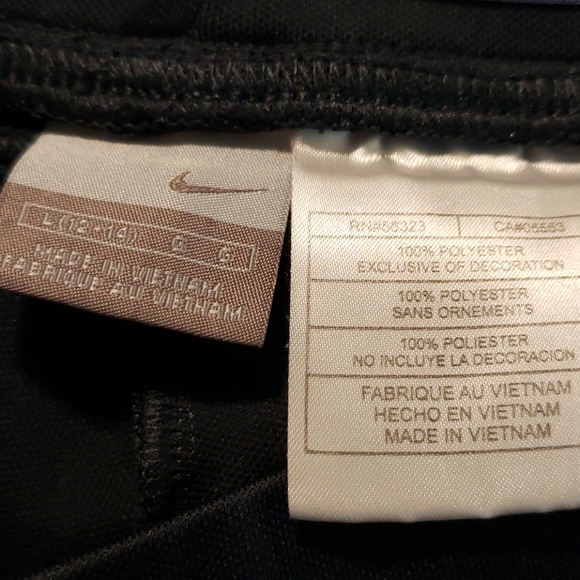 L (12-14) G G
MADE IN VIETNAM
FABRIQUE AU VIETNAM
RN#56323 CA#05553
100% POLYESTER
EXCLUSIVE OF DECORATION
100% POLYESTER
SANS ORNEMENTS
100% POLIESTER
NO INCLUYE LA DECORACION
FABRIQUE AU VIETNAM
HECHO EN VIETNAM
MADE IN VIETNAM